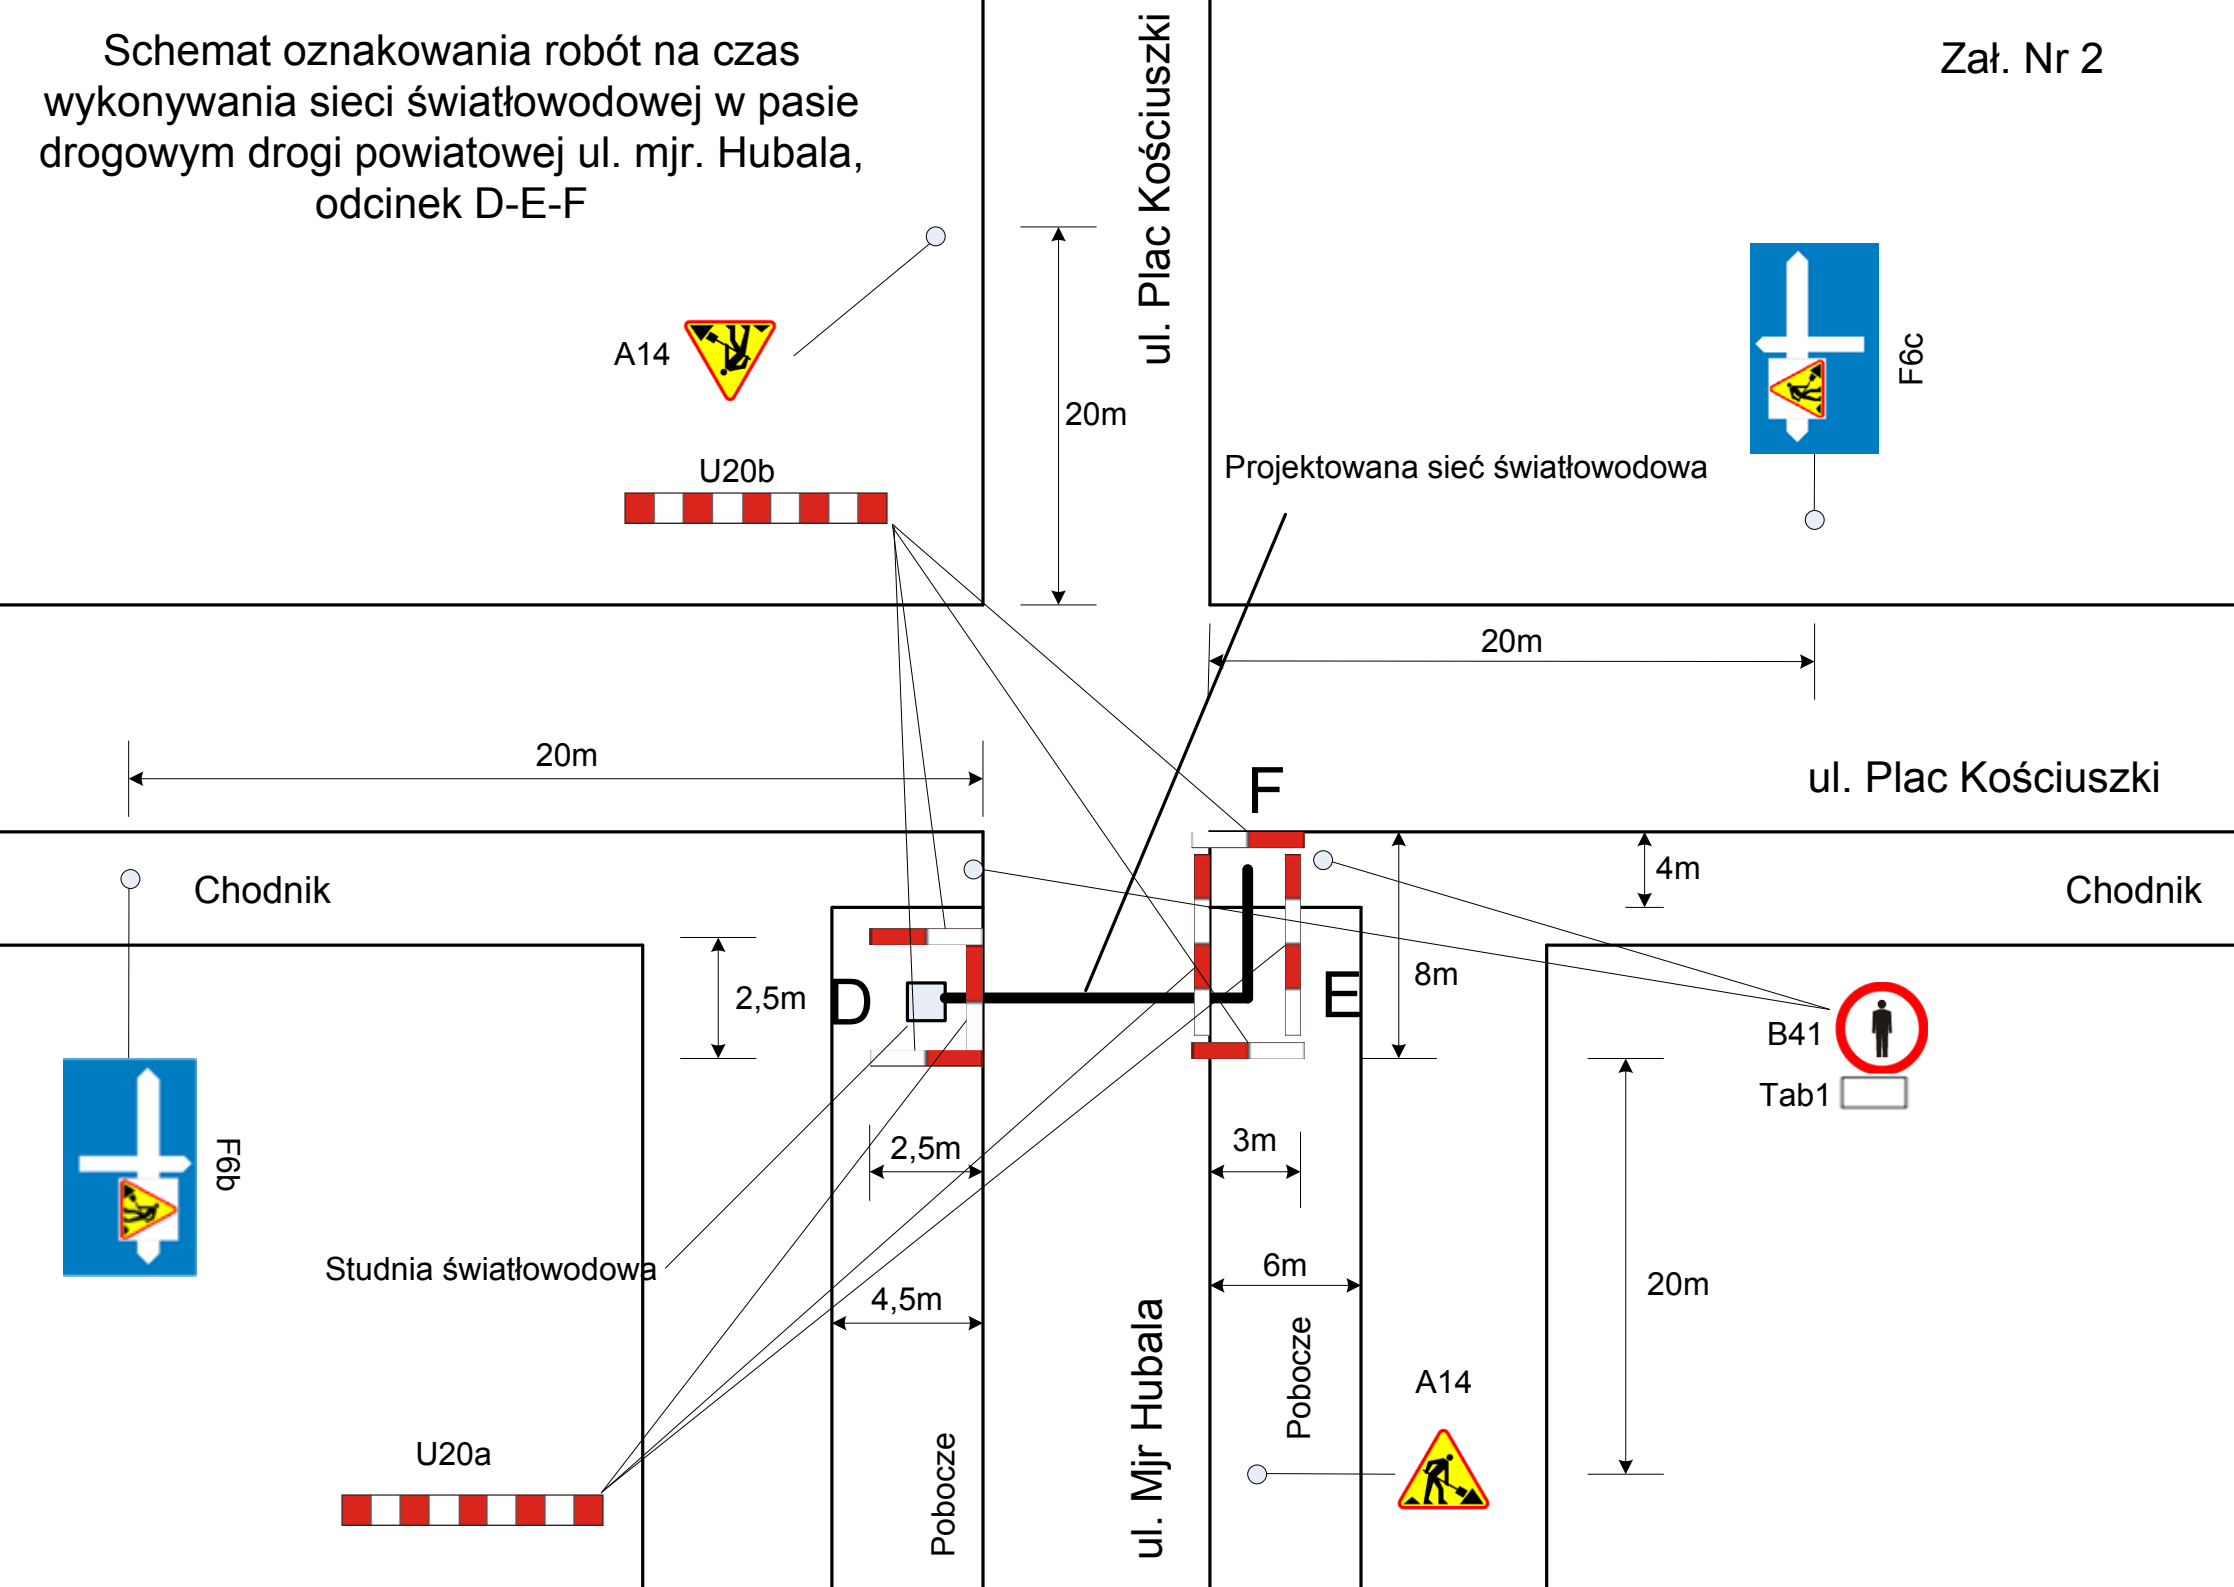 Schemat oznakowania robót na czas
wykonywania sieci światłowodowej w pasie
drogowym drogi powiatowej ul. mjr. Hubala,
odcinek D-E-F
Zał. Nr 2
ul. Plac Kościuszki
A14
20m
F6c
U20b
Projektowana sieć światłowodowa
20m
20m
ul. Plac Kościuszki
F
Chodnik
4m
Chodnik
2,5m
D
E
8m
B41
Tab1
F6b
2,5m
3m
Studnia światłowodowa
4,5m
6m
20m
Pobocze
A14
U20a
Pobocze
ul. Mjr Hubala